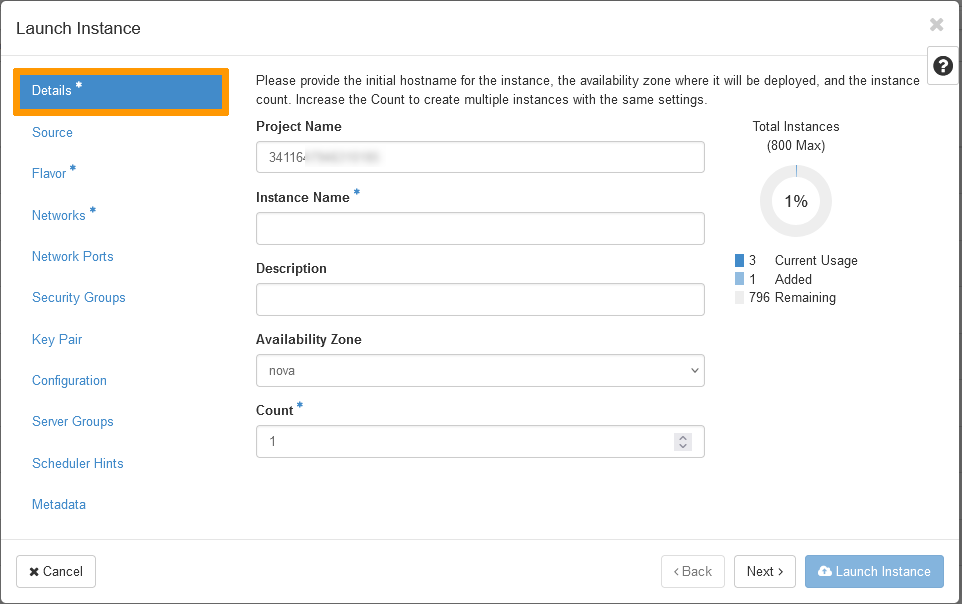 Launch Instance
Details *
Source
Flavor *
Networks *
Network Ports
Security Groups
Key Pair
Configuration
Server Groups
Scheduler Hints
Metadata
Please provide the initial hostname for the instance, the availability zone where it will be deployed, and the instance
count. Increase the Count to create multiple instances with the same settings.
Project Name
Instance Name *
Description
Availability Zone
nova
Count *
1
Total Instances
(800 Max)
1%
3 Current Usage
1 Added
796 Remaining
Cancel
Back
Next
Launch Instance